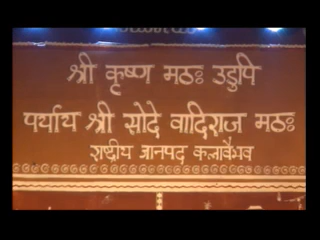 श्री कृष्ण मठः उडुपि
पर्याय श्री सोदे वादिराज मठः
राष्ट्रीय जानपद कलावैभव